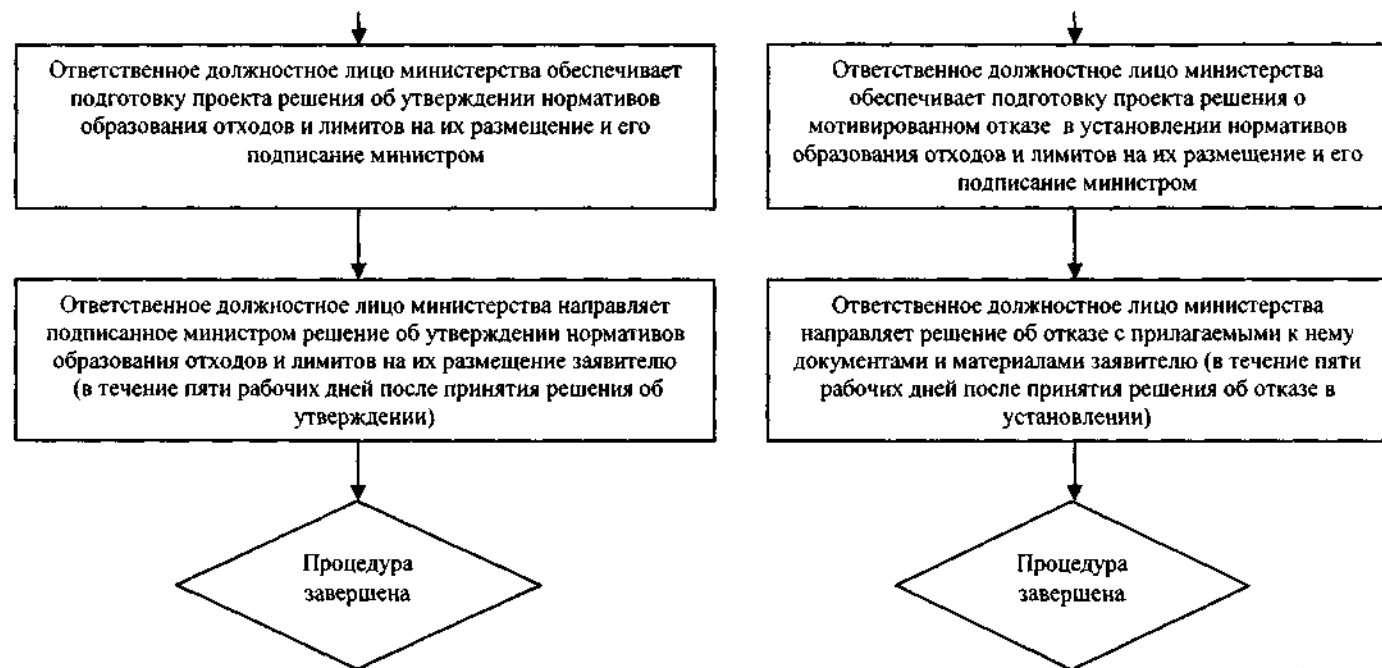 Ответственное должностное лицо министерства обеспечивает
подготовку проекта решения об утверждении нормативов
образования отходов и лимитов на их размещение и его
подписание министром
Ответственное должностное лицо министерства
обеспечивает подготовку проекта решения о
мотивированном отказе в установлении нормативов
образования отходов и лимитов на их размещение и его
подписание министром
Ответственное должностное лицо министерства направляет
подписанное министром решение об утверждении нормативов
образования отходов и лимитов на их размещение заявителю
(в течение пяти рабочих дней после принятия решения об
утверждении)
Ответственное должностное лицо министерства
направляет решение об отказе с прилагаемыми к нему
документами и материалами заявителю (в течение пяти
рабочих дней после принятия решения об отказе в
установлении)
Процедура
завершена
Процедура
завершена